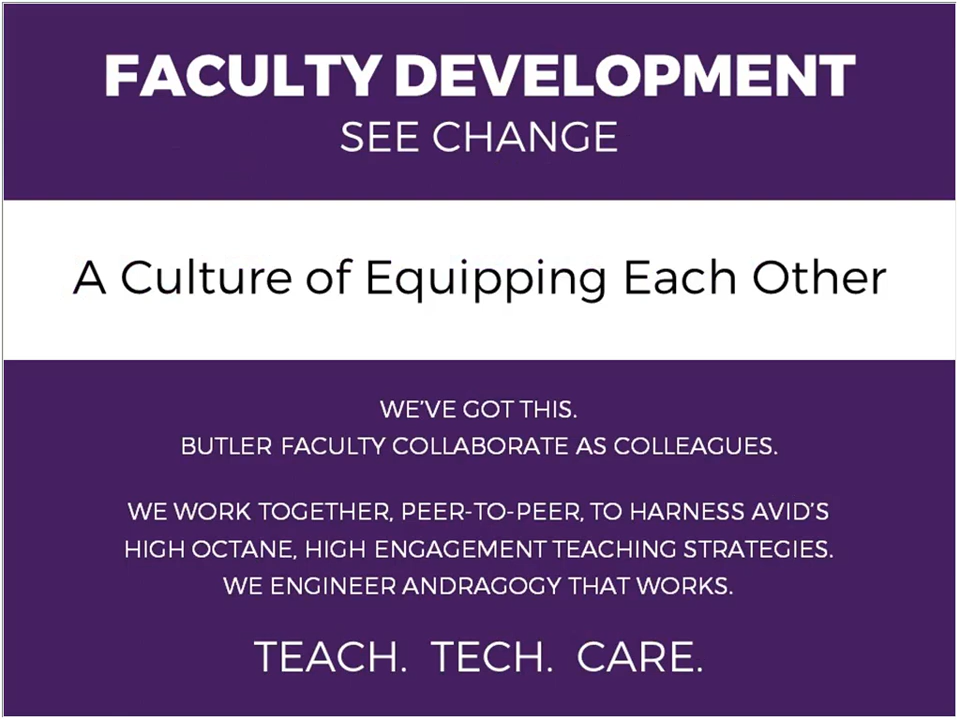 FACULTY DEVELOPMENT
SEE CHANGE
A Culture of Equipping Each Other
WE'VE GOT THIS.
BUTLER FACULTY COLLABORATE AS COLLEAGUES.
WE WORK TOGETHER, PEER-TO-PEER, TO HARNESS AVID'S
HIGH OCTANE, HIGH ENGAGEMENT TEACHING STRATEGIES.
WE ENGINEER ANDRAGOGY THAT WORKS.
TEACH. TECH. CARE.